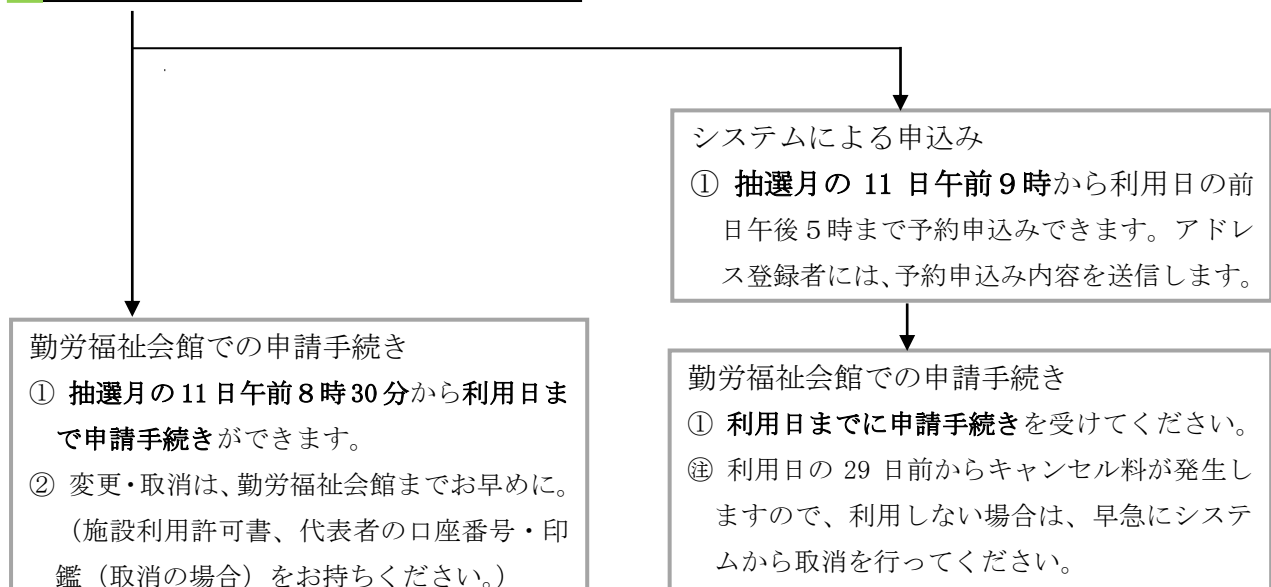 システムによる申込み
① 抽選月の 11 日午前９時から利用日の前
日午後５時まで予約申込みできます。アドレ
ス登録者には、予約申込み内容を送信します。
勤労福祉会館での申請手続き
① 抽選月の 11 日午前８時 30 分から利用日ま
で申請手続きができます。
② 変更・取消は、勤労福祉会館までお早めに。
（施設利用許可書、代表者の口座番号・印
鑑（取消の場合）をお持ちください。）
勤労福祉会館での申請手続き
① 利用日までに申請手続きを受けてください。
㊟ 利用日の 29 日前からキャンセル料が発生し
ますので、利用しない場合は、早急にシステ
ムから取消を行ってください。